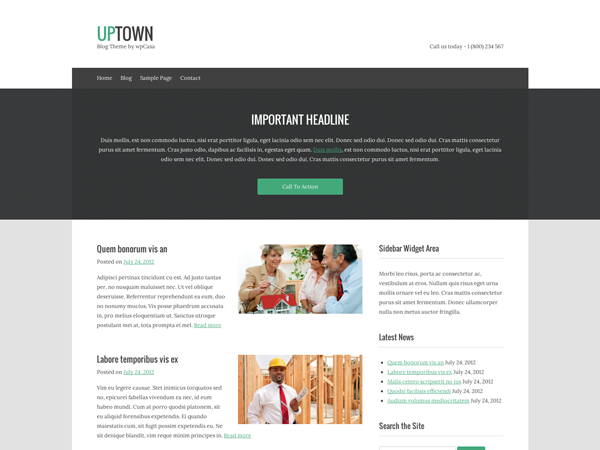 UPTOWN
Blog Theme by wpCasa
Call us today - 1 (800) 234 567
Home Blog Sample Page Contact
IMPORTANT HEADLINE
Duis mollis, est non commodo luctus, nisi erat porttitor ligula, eget lacinia odio sem nec elit. Donec sed odio dui. Donec sed odio dui. Cras mattis consectetur
purus sit amet fermentum. Cras justo odio, dapibus ac facilisis in, egestas eget quam. Duis mollis, est non commodo luctus, nisi erat porttitor ligula, eget lacinia
odio sem nec elit. Donec sed odio dui. Donec sed odio dui. Cras mattis consectetur purus sit amet fermentum.
Call To Action
Quem bonorum vis an
Posted on July 24, 2012
Adipisci pertinax tincidunt cu est. Ad justo tantas
per, no nusquam maluisset nec. Ut vel oblique
deseruisse. Referrentur reprehendunt ea eum, duo
no nonumy mucius. Vis posse phaedrum accusata
in, pro melius eloquentiam ut. Sanctus utroque
postulant mei at, tota prompta ei mel. Read more
Labore temporibus vis ex
Posted on July 24, 2012
Vim eu legere causae. Stet inimicus torquatos sed
no, epicurei fabellas vivendum ea nec, id eum
habeo mundi. Cum at porro quodsi platonem, sit
eu aliquid forensibus expetendis. Ei quando
maiestatis cum, sit fugit possim expetendis eu. Ne
sit denique blandit, vim reque minim principes in. Read more
Sidebar Widget Area
Morbi leo risus, porta ac consectetur ac,
vestibulum at eros. Nullam quis risus eget urna
mollis ornare vel eu leo. Cras mattis consectetur
purus sit amet fermentum. Donec ullamcorper
nulla non metus auctor fringilla.
Latest News
Quem bonorum vis an July 24, 2012
Labore temporibus vis ex July 24, 2012
Malis cetero scripserit no ius July 24, 2012
Quodsi facilisis efficiendi July 24, 2012
Audiam volumus mediocritatem July 24, 2012
Search the Site